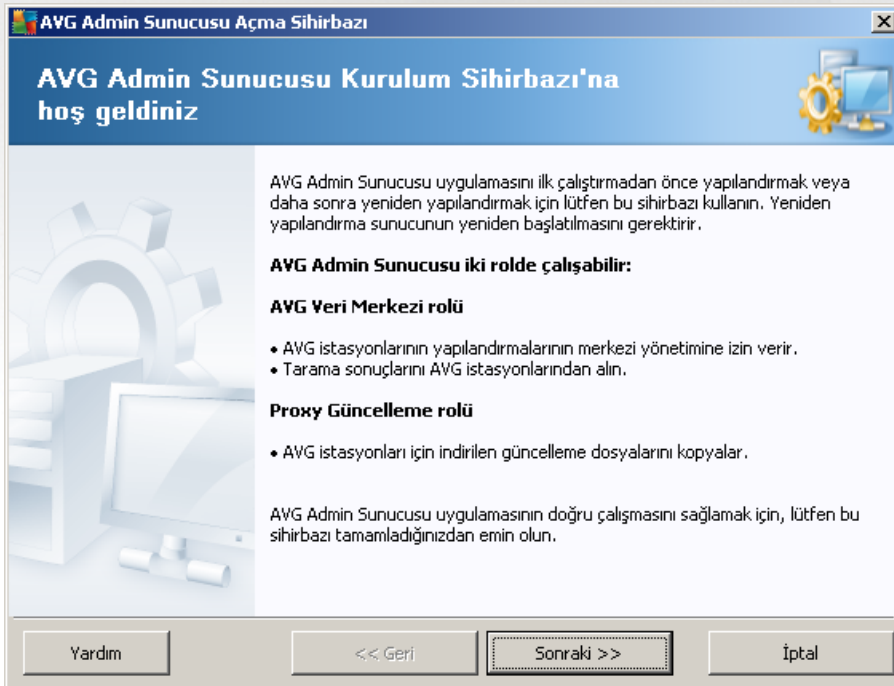 AVG Admin Sunucusu Açma Sihirbazı
AVG Admin Sunucusu Kurulum Sihirbazı'na
hoş geldiniz
AVG Admin Sunucusu uygulamasını ilk çalıştırmadan önce yapılandırmak veya
daha sonra yeniden yapılandırmak için lütfen bu sihirbazı kullanın. Yeniden
yapılandırma sunucunun yeniden başlatılmasını gerektirir.
AVG Admin Sunucusu iki rolde çalışabilir:
AVG Veri Merkezi rolü
• AVG istasyonlarının yapılandırmalarının merkezi yönetimine izin verir.
• Tarama sonuçlarını AVG istasyonlarından alın.
Proxy Güncelleme rolü
• AVG istasyonları için indirilen güncelleme dosyalarını kopyalar.
AVG Admin Sunucusu uygulamasının doğru çalışmasını sağlamak için, lütfen bu
sihirbazı tamamladığınızdan emin olun.
Yardım
<< Geri
Sonraki >>
İptal